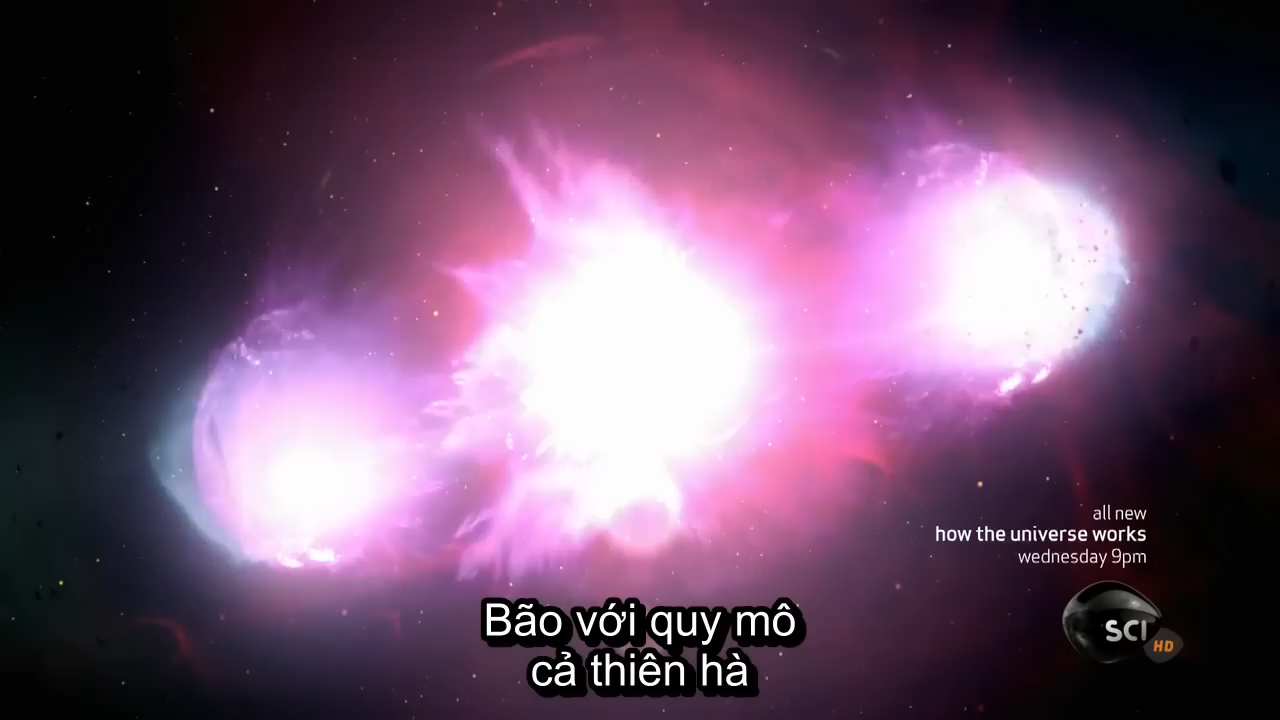 all new
how the universe works
wednesday 9pm
SCI
HD
Bão với quy mô
cả thiên hà